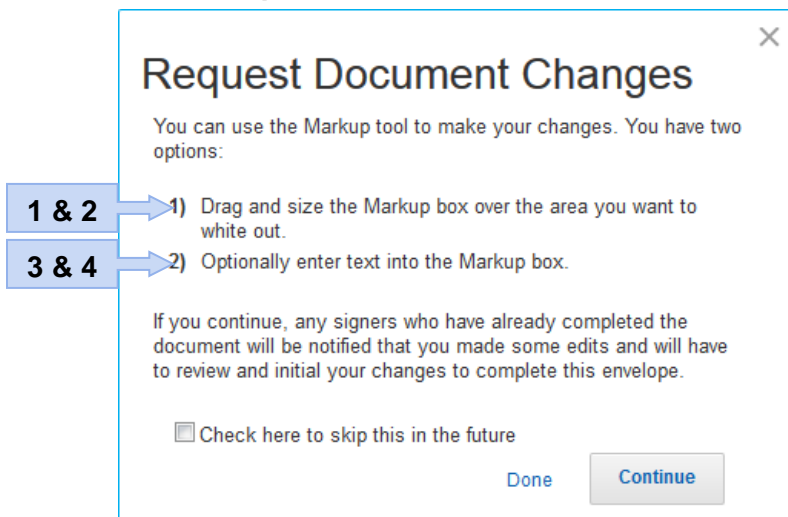 Request Document Changes
You can use the Markup tool to make your changes. You have two
options:
1 & 2
1) Drag and size the Markup box over the area you want to
white out.
3 & 4
2) Optionally enter text into the Markup box.
If you continue, any signers who have already completed the
document will be notified that you made some edits and will have
to review and initial your changes to complete this envelope.
Check here to skip this in the future
Done
Continue